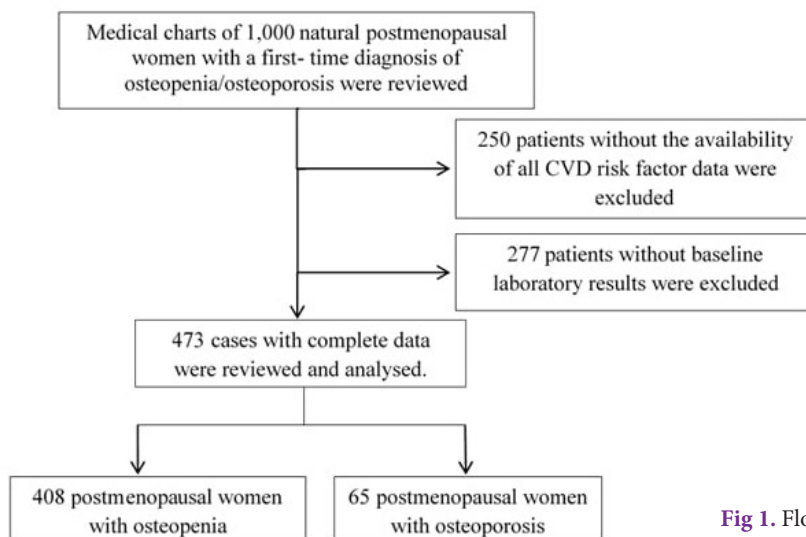 Medical charts of 1,000 natural postmenopausal
women with a first- time diagnosis of
osteopenia/osteoporosis were reviewed
250 patients without the availability
of all CVD risk factor data were
excluded
277 patients without baseline
laboratory results were excluded
473 cases with complete data
were reviewed and analysed.
408 postmenopausal women
with osteopenia
65 postmenopausal women
with osteoporosis
Fig 1. Flo